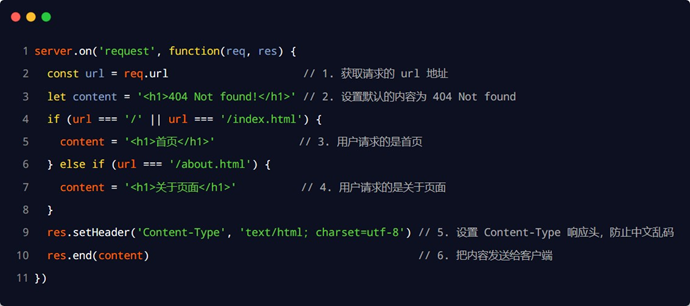 1 server.on('request', function(req, res) {
2 const url = req.url // 1. 获取请求的 url 地址
3 let content = '<h1>404 Not found!</h1>' // 2. 设置默认的内容为 404 Not found
4 if (url === '/' || url === '/index.html') {
5 content = '<h1>首页</h1>' // 3. 用户请求的是首页
6 } else if (url === '/about.html') {
7 content = '<h1>关于页面</h1>' // 4. 用户请求的是关于页面
8 }
9 res.setHeader('Content-Type', 'text/html; charset=utf-8') // 5. 设置 Content-Type 响应头，防止中文乱码
10 res.end(content) // 6. 把内容发送给客户端
11 })